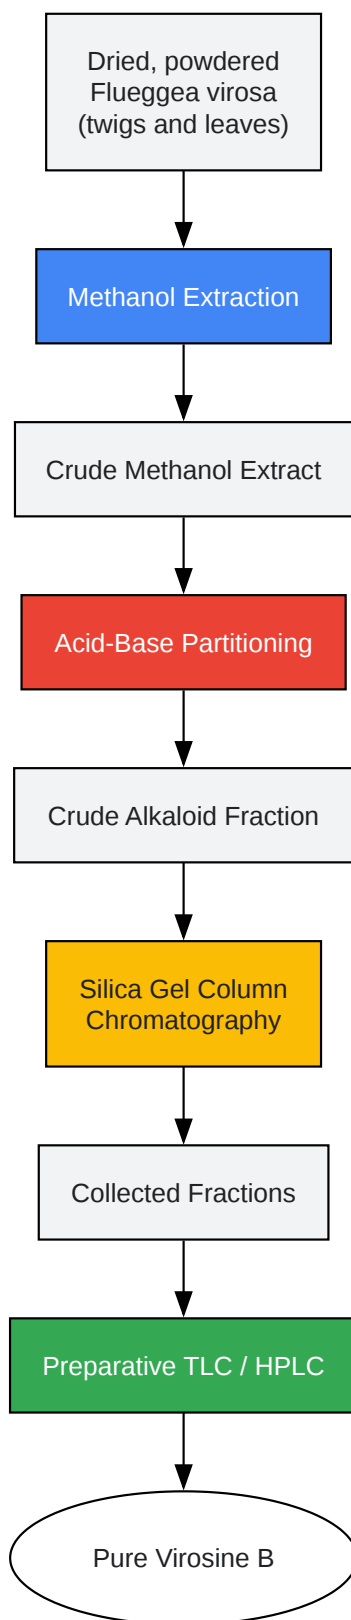 Dried, powdered
Flueggea virosa
(twigs and leaves)
Methanol Extraction
Crude Methanol Extract
Acid-Base Partitioning
Crude Alkaloid Fraction
Silica Gel Column
Chromatography
Collected Fractions
Preparative TLC / HPLC
Pure Virosine B